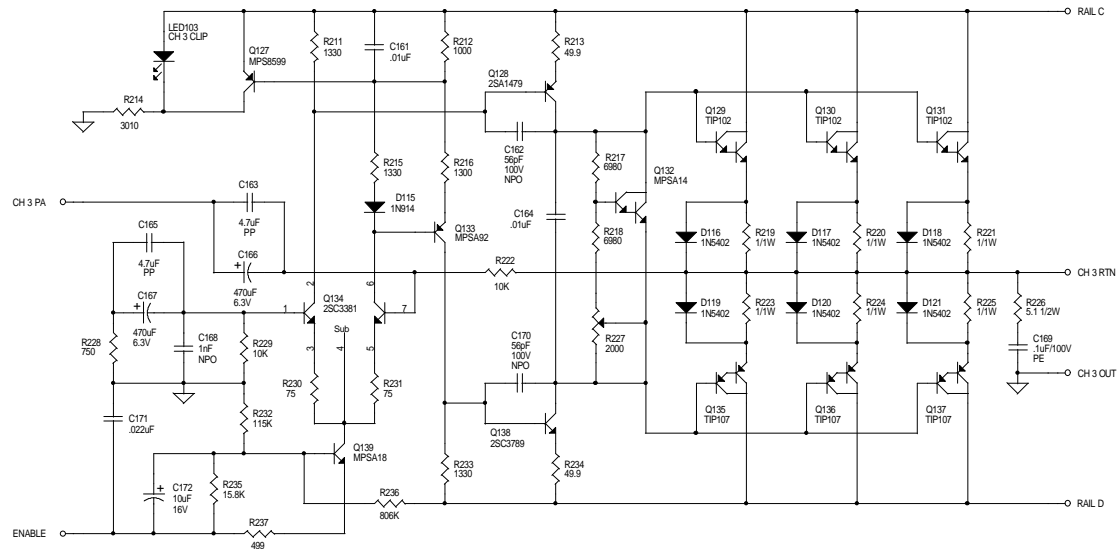 RAIL C
LED103
CH 3 CLIP
Q127
MPS8599
R211
1330
C161
.01uF
R212
1000
R213
49.9
Q128
2SA1479
R214
3010
Q129
TIP102
Q130
TIP102
Q131
TIP102
C162
56pF
100V
NPO
R217
6980
Q132
MPSA14
R215
1330
R216
1300
D115
1N914
C163
4.7uF
PP
CH 3 PA
C164
.01uF
R218
6980
Q133
MPSA92
D116
1N5402
R219
1/1W
D117
1N5402
R220
1/1W
D118
1N5402
R221
1/1W
C165
4.7uF
PP
C166
470uF
6.3V
R222
10K
CH 3 RTN
C167
470uF
6.3V
2
6
Q134
2SC3381
1
7
Sub
3
4
5
D119
1N5402
R223
1/1W
D120
1N5402
R224
1/1W
D121
1N5402
R225
1/1W
R226
5.1 1/2W
R228
750
C168
1nF
NPO
R229
10K
C170
56pF
100V
NPO
R227
2000
C169
.1uF/100V
PE
R230
75
R231
75
CH 3 OUT
C171
.022uF
R232
115K
Q138
2SC3789
Q135
TIP107
Q136
TIP107
Q137
TIP107
Q139
MPSA18
R233
1330
R234
49.9
C172
10uF
16V
R235
15.8K
R236
806K
RAIL D
ENABLE
R237
499